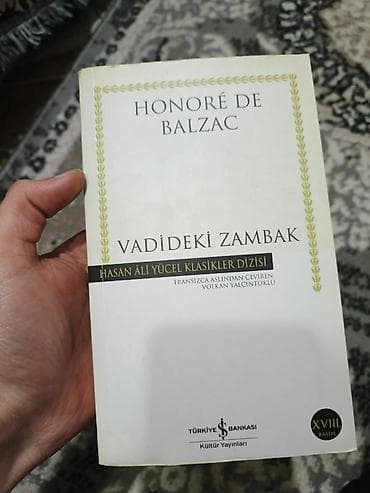 HONORÉ DE
BALZAC
VADİDEKİ ZAMBAK
HASAN ÂLİ YÜCEL KLASİKLER DİZİSİ
FRANSIZCA ASLINDAN ÇEVİREN:
VOLKAN YALÇINTOKLU
TÜRKİYE İŞ BANKASI
Kültür Yayınları
XVIII.
BASIM